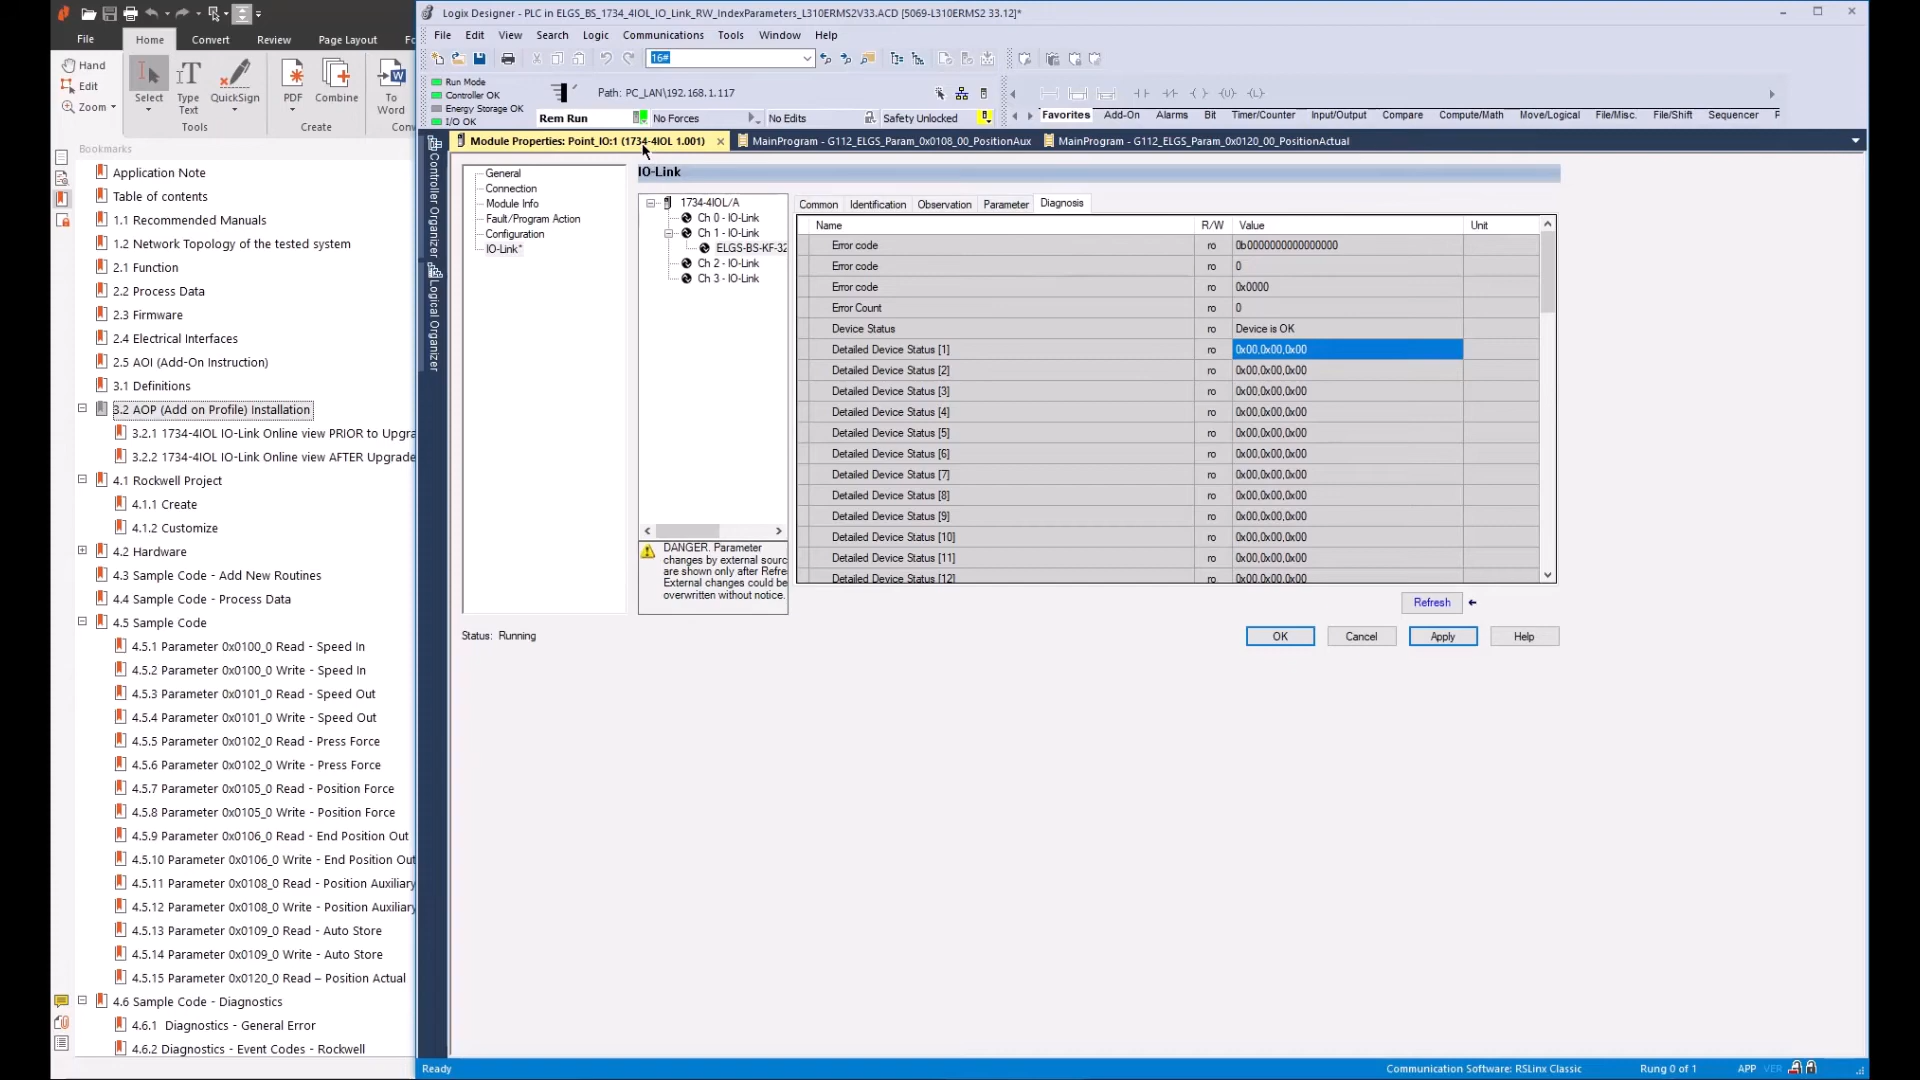 File
Home
Convert
Review
Page Layout
Fo
Hand
Edit
Zoom
Select
Type Text
QuickSign
PDF
Combine
To Word
Tools
Create
Conv
Bookmarks
Application Note
Table of contents
1.1 Recommended Manuals
1.2 Network Topology of the tested system
2.1 Function
2.2 Process Data
2.3 Firmware
2.4 Electrical Interfaces
2.5 AOI (Add-On Instruction)
3.1 Definitions
3.2 AOP (Add on Profile) Installation
3.2.1 1734-4IOL IO-Link Online view PRIOR to Upgra
3.2.2 1734-4IOL IO-Link Online view AFTER Upgrade
4.1 Rockwell Project
4.1.1 Create
4.1.2 Customize
4.2 Hardware
4.3 Sample Code - Add New Routines
4.4 Sample Code - Process Data
4.5 Sample Code
4.5.1 Parameter 0x0100_0 Read - Speed In
4.5.2 Parameter 0x0100_0 Write - Speed In
4.5.3 Parameter 0x0101_0 Read - Speed Out
4.5.4 Parameter 0x0101_0 Write - Speed Out
4.5.5 Parameter 0x0102_0 Read - Press Force
4.5.6 Parameter 0x0102_0 Write - Press Force
4.5.7 Parameter 0x0105_0 Read - Position Force
4.5.8 Parameter 0x0105_0 Write - Position Force
4.5.9 Parameter 0x0106_0 Read - End Position Out
4.5.10 Parameter 0x0106_0 Write - End Position Out
4.5.11 Parameter 0x0108_0 Read - Position Auxiliary
4.5.12 Parameter 0x0108_0 Write - Position Auxiliary
4.5.13 Parameter 0x0109_0 Read - Auto Store
4.5.14 Parameter 0x0109_0 Write - Auto Store
4.5.15 Parameter 0x0120_0 Read – Position Actual
4.6 Sample Code - Diagnostics
4.6.1 Diagnostics - General Error
4.6.2 Diagnostics - Event Codes - Rockwell
Logix Designer - PLC in ELGS_BS_1734_4IOL_IO_Link_RW_IndexParameters_L310ERMS2V33.ACD [5069-L310ERMS2 33.12]*
File Edit View Search Logic Communications Tools Window Help
16#
Run Mode
Controller OK
Energy Storage OK
I/O OK
Path: PC_LAN\192.168.1.117
Rem Run
No Forces
No Edits
Safety Unlocked
Favorites Add-On Alarms Bit Timer/Counter Input/Output Compare Compute/Math Move/Logical File/Misc. File/Shift Sequencer P
Module Properties: Point_IO:1 (1734-4IOL 1.001)
MainProgram - G112_ELGS_Param_0x0108_00_PositionAux
MainProgram - G112_ELGS_Param_0x0120_00_PositionActual
Controller Organizer
Logical Organizer
General
Connection
Module Info
Fault/Program Action
Configuration
IO-Link*
IO-Link
1734-4IOL/A
Ch 0 - IO-Link
Ch 1 - IO-Link
ELGS-BS-KF-32
Ch 2 - IO-Link
Ch 3 - IO-Link
DANGER. Parameter
changes by external sourc
are shown only after Refre
External changes could be
overwritten without notice.
Common Identification Observation Parameter Diagnosis
Name R/W Value Unit
Error code ro 0b0000000000000000
Error code ro 0
Error code ro 0x0000
Error Count ro 0
Device Status ro Device is OK
Detailed Device Status [1] ro 0x00,0x00,0x00
Detailed Device Status [2] ro 0x00,0x00,0x00
Detailed Device Status [3] ro 0x00,0x00,0x00
Detailed Device Status [4] ro 0x00,0x00,0x00
Detailed Device Status [5] ro 0x00,0x00,0x00
Detailed Device Status [6] ro 0x00,0x00,0x00
Detailed Device Status [7] ro 0x00,0x00,0x00
Detailed Device Status [8] ro 0x00,0x00,0x00
Detailed Device Status [9] ro 0x00,0x00,0x00
Detailed Device Status [10] ro 0x00,0x00,0x00
Detailed Device Status [11] ro 0x00,0x00,0x00
Detailed Device Status [12] ro 0x00,0x00,0x00
Refresh
Status: Running
OK
Cancel
Apply
Help
Ready
Communication Software: RSLinx Classic
Rung 0 of 1
APP
VER